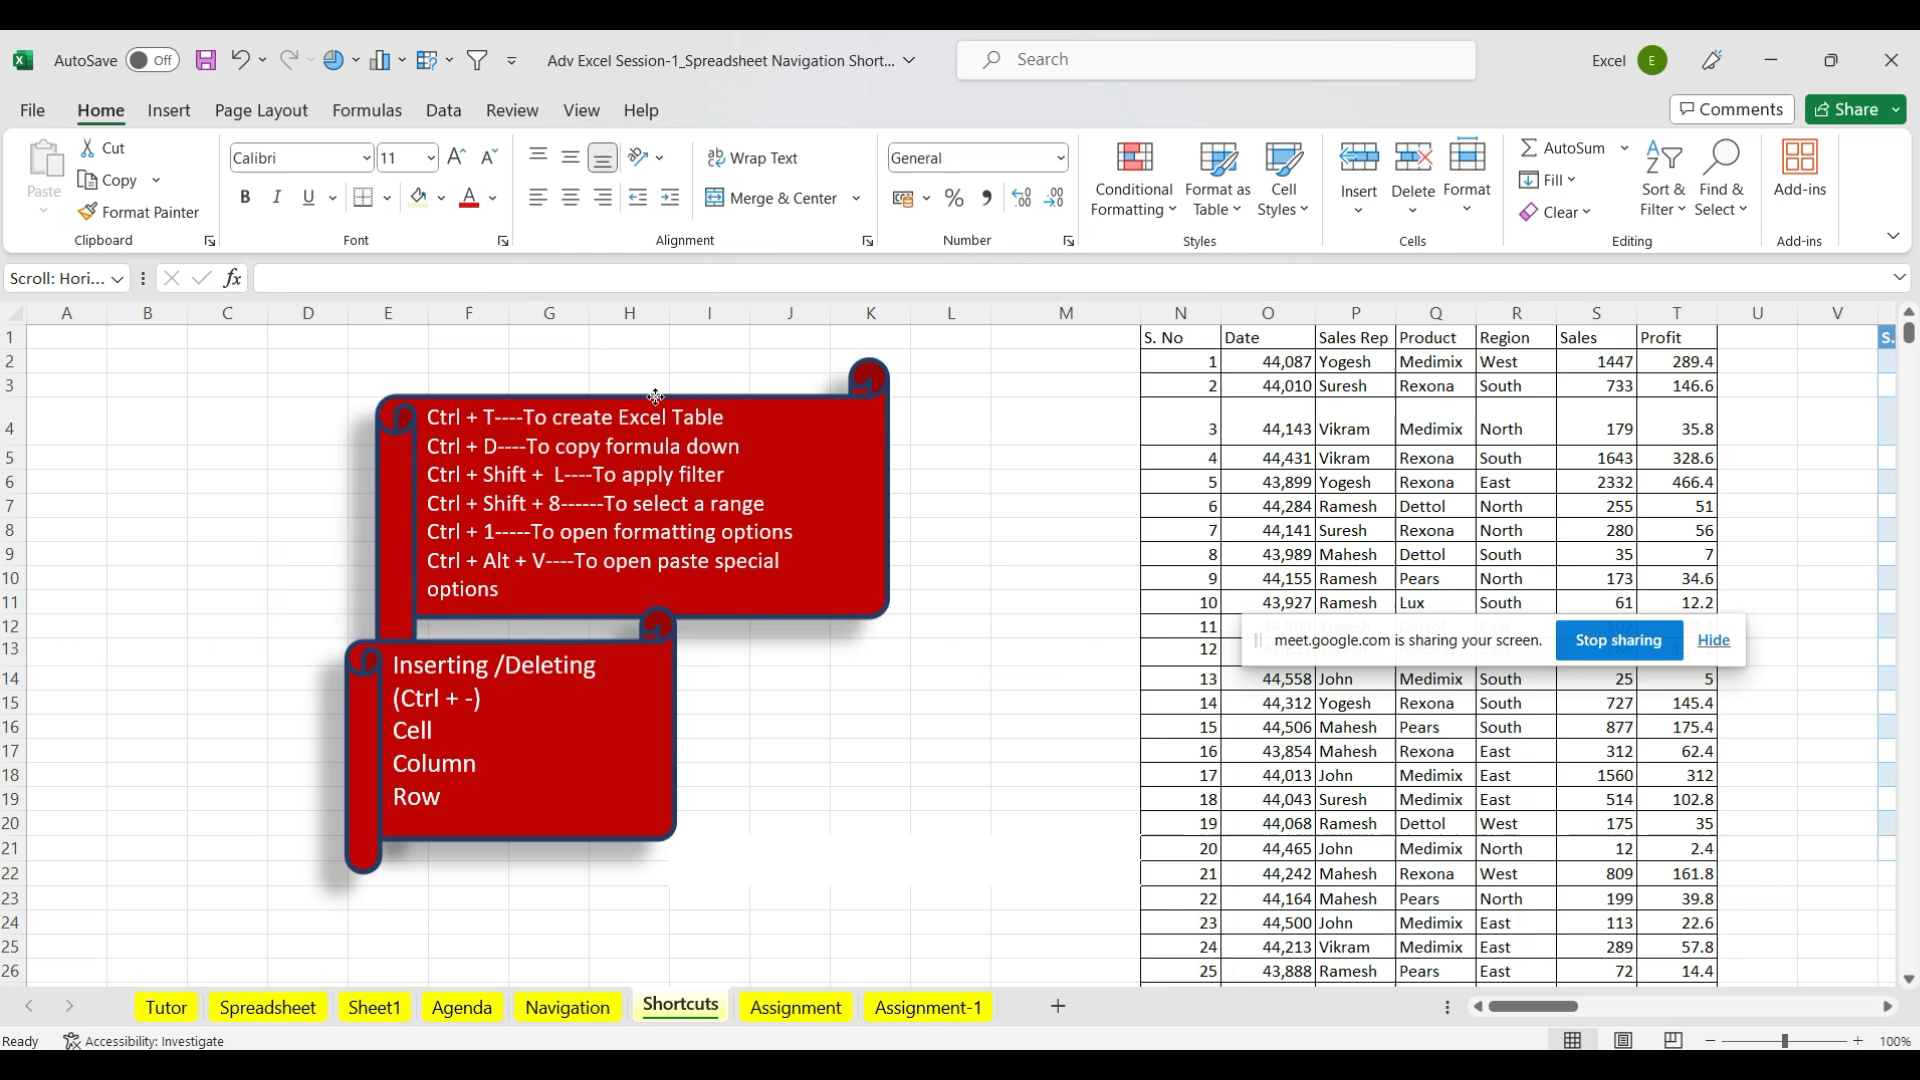 AutoSave Off Adv Excel Session-1_Spreadsheet Navigation Short... Search Excel E
File Home Insert Page Layout Formulas Data Review View Help Comments Share
Paste Cut Copy Format Painter
Clipboard
Calibri 11
B I U
Font
Wrap Text
Merge & Center
Alignment
General
Number
Conditional Formatting
Format as Table
Cell Styles
Styles
Insert Delete Format
Cells
AutoSum
Fill
Clear
Sort & Filter
Find & Select
Editing
Add-ins
Add-ins
Scroll: Hori... fx
A B C D E F G H I J K L M N O P Q R S T U V
Ctrl + T----To create Excel Table
Ctrl + D----To copy formula down
Ctrl + Shift + L----To apply filter
Ctrl + Shift + 8------To select a range
Ctrl + 1-----To open formatting options
Ctrl + Alt + V----To open paste special
options
Inserting /Deleting
(Ctrl + -)
Cell
Column
Row
1 S. No Date Sales Rep Product Region Sales Profit S.
2 1 44,087 Yogesh Medimix West 1447 289.4
3 2 44,010 Suresh Rexona South 733 146.6
4 3 44,143 Vikram Medimix North 179 35.8
5 4 44,431 Vikram Rexona South 1643 328.6
6 5 43,899 Yogesh Rexona East 2332 466.4
7 6 44,284 Ramesh Dettol North 255 51
8 7 44,141 Suresh Rexona North 280 56
9 8 43,989 Mahesh Dettol South 35 7
10 9 44,155 Ramesh Pears North 173 34.6
11 10 43,927 Ramesh Lux South 61 12.2
12 11
13 12
meet.google.com is sharing your screen. Stop sharing Hide
14 13 44,558 John Medimix South 25 5
15 14 44,312 Yogesh Rexona South 727 145.4
16 15 44,506 Mahesh Pears South 877 175.4
17 16 43,854 Mahesh Rexona East 312 62.4
18 17 44,013 John Medimix East 1560 312
19 18 44,043 Suresh Medimix East 514 102.8
20 19 44,068 Ramesh Dettol West 175 35
21 20 44,465 John Medimix North 12 2.4
22 21 44,242 Mahesh Rexona West 809 161.8
23 22 44,164 Mahesh Pears North 199 39.8
24 23 44,500 John Medimix East 113 22.6
25 24 44,213 Vikram Medimix East 289 57.8
26 25 43,888 Ramesh Pears East 72 14.4
Tutor Spreadsheet Sheet1 Agenda Navigation Shortcuts Assignment Assignment-1
Ready Accessibility: Investigate 100%